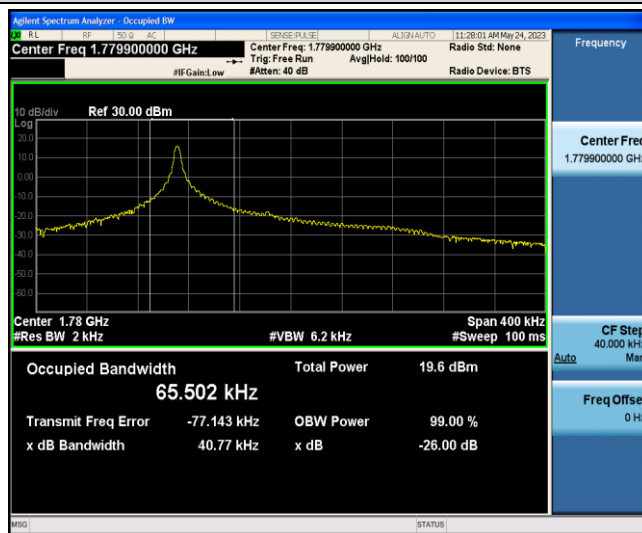 Agilent Spectrum Analyzer - Occupied BW
RL RF 50 Ω AC SENSE:PULSE ALIGN AUTO 11:28:01 AM May 24, 2023
Center Freq 1.779900000 GHz Center Freq: 1.779900000 GHz Radio Std: None
Trig: Free Run Avg|Hold: 100/100
#IFGain:Low #Atten: 40 dB Radio Device: BTS
Frequency
10 dB/div Ref 30.00 dBm
Log
20.0
10.0
0.00
-10.0
-20.0
-30.0
-40.0
-50.0
-60.0
Center 1.78 GHz Span 400 kHz
#Res BW 2 kHz #VBW 6.2 kHz #Sweep 100 ms
Occupied Bandwidth Total Power 19.6 dBm
65.502 kHz
Transmit Freq Error -77.143 kHz OBW Power 99.00 %
x dB Bandwidth 40.77 kHz x dB -26.00 dB
Center Freq
1.779900000 GHz
CF Step
40.000 kHz
Auto Man
Freq Offse
0 Hz
MSG STATUS